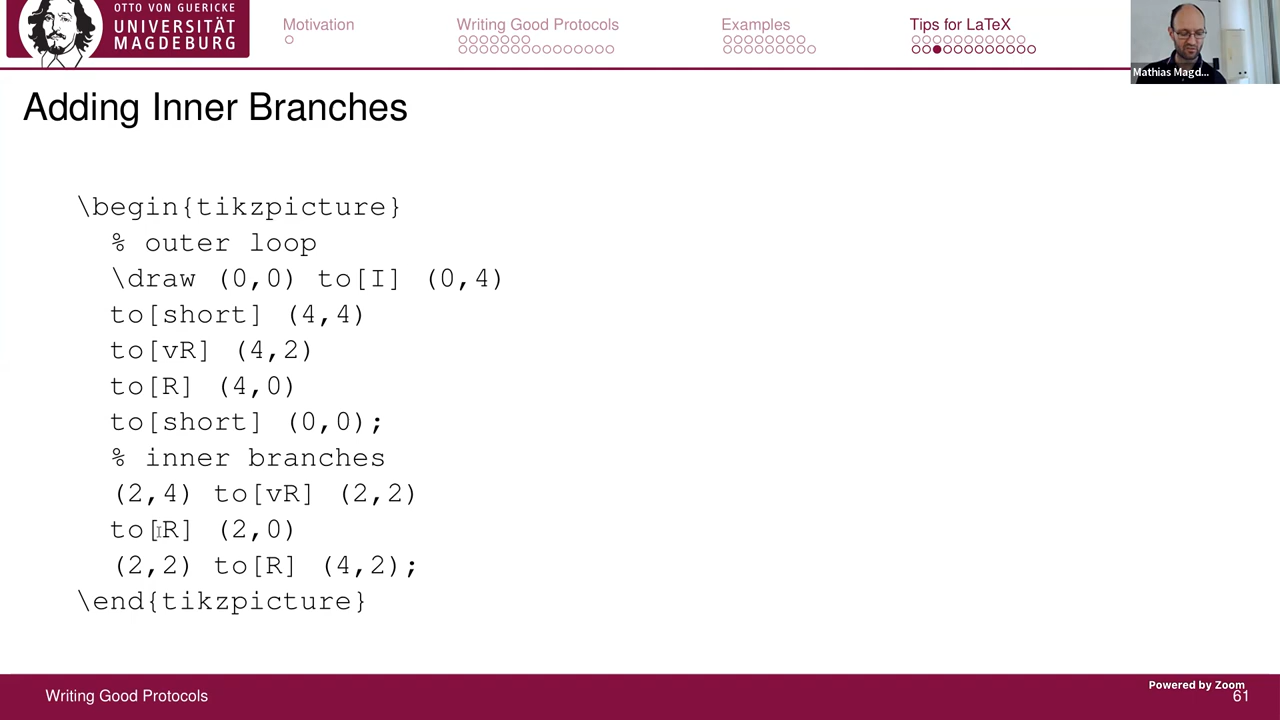 OTTO VON GUERICKE
UNIVERSITÄT
MAGDEBURG
Motivation
Writing Good Protocols
Examples
Tips for LaTeX
Mathias Magd...
Adding Inner Branches
\begin{tikzpicture}
% outer loop
\draw (0,0) to[I] (0,4)
to[short] (4,4)
to[vR] (4,2)
to[R] (4,0)
to[short] (0,0);
% inner branches
(2,4) to[vR] (2,2)
to[R] (2,0)
(2,2) to[R] (4,2);
\end{tikzpicture}
Writing Good Protocols
Powered by Zoom
61